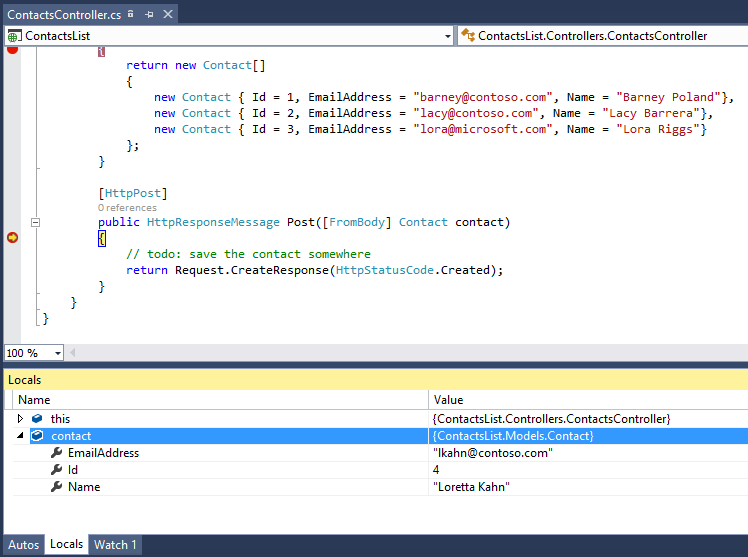 ContactsController.cs
ContactsList ContactsList.Controllers.ContactsController
{
return new Contact[]
{
new Contact { Id = 1, EmailAddress = "barney@contoso.com", Name = "Barney Poland"},
new Contact { Id = 2, EmailAddress = "lacy@contoso.com", Name = "Lacy Barrera"},
new Contact { Id = 3, EmailAddress = "lora@microsoft.com", Name = "Lora Riggs"}
};
}
[HttpPost]
0 references
public HttpResponseMessage Post([FromBody] Contact contact)
{
// todo: save the contact somewhere
return Request.CreateResponse(HttpStatusCode.Created);
}
}
}
100 %
Locals
Name Value
this {ContactsList.Controllers.ContactsController}
contact {ContactsList.Models.Contact}
EmailAddress "lkahn@contoso.com"
Id 4
Name "Loretta Kahn"
Autos Locals Watch 1